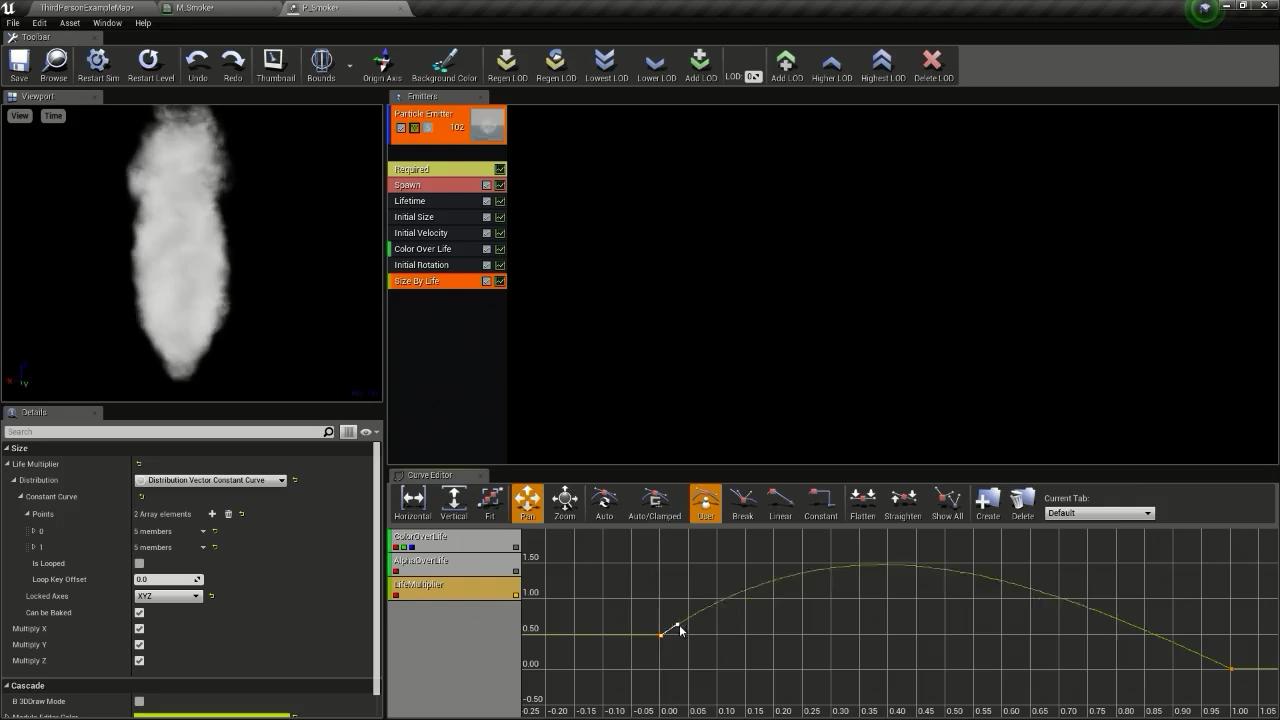 ThirdPersonExampleMap*
M_Smoke*
P_Smoke*
File Edit Asset Window Help
Toolbar
Save Browse Restart Sim Restart Level Undo Redo Thumbnail Bounds Origin Axis Background Color Regen LOD Regen LOD Lowest LOD Lower LOD Add LOD LOD: 0 Add LOD Higher LOD Highest LOD Delete LOD
Viewport
View Time
Emitters
Particle Emitter
102
Required
Spawn
Lifetime
Initial Size
Initial Velocity
Color Over Life
Initial Rotation
Size By Life
Details
Search
Size
Life Multiplier
Distribution Distribution Vector Constant Curve
Constant Curve
Points 2 Array elements
0 5 members
1 5 members
Is Looped
Loop Key Offset 0.0
Locked Axes XYZ
Can be Baked
Multiply X
Multiply Y
Multiply Z
Cascade
B 3DDraw Mode
Module Editor Color
Curve Editor
Horizontal Vertical Fit Pan Zoom Auto Auto/Clamped User Break Linear Constant Flatten Straighten Show All Create Delete
Current Tab:
Default
ColorOverLife
AlphaOverLife
LifeMultiplier
1.50
1.00
0.50
0.00
-0.50
-0.25 -0.20 -0.15 -0.10 -0.05 0.00 0.05 0.10 0.15 0.20 0.25 0.30 0.35 0.40 0.45 0.50 0.55 0.60 0.65 0.70 0.75 0.80 0.85 0.90 0.95 1.00 1.05